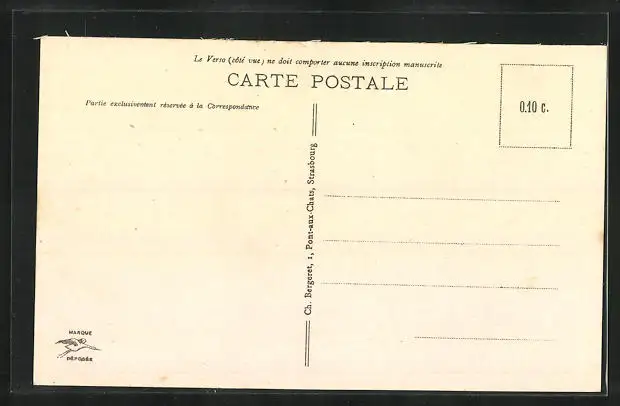 Le Verso (côté vue) ne doit comporter aucune inscription manuscrite
CARTE POSTALE
Partie exclusivement réservée à la Correspondance
0.10 c.
Ch. Bergeret, 1, Pont-aux-Chats, Strasbourg
MARQUE
DÉPOSÉE